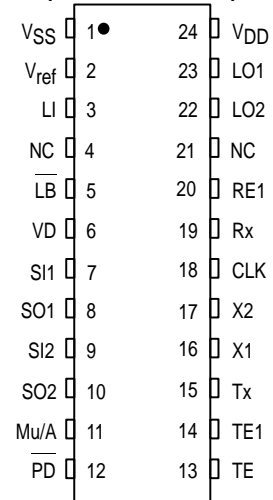 VSS 1 24 VDD
Vref 2 23 LO1
LI 3 22 LO2
NC 4 21 NC
L̅B̅ 5 20 RE1
VD 6 19 Rx
SI1 7 18 CLK
SO1 8 17 X2
SI2 9 16 X1
SO2 10 15 Tx
Mu/A 11 14 TE1
P̅D̅ 12 13 TE